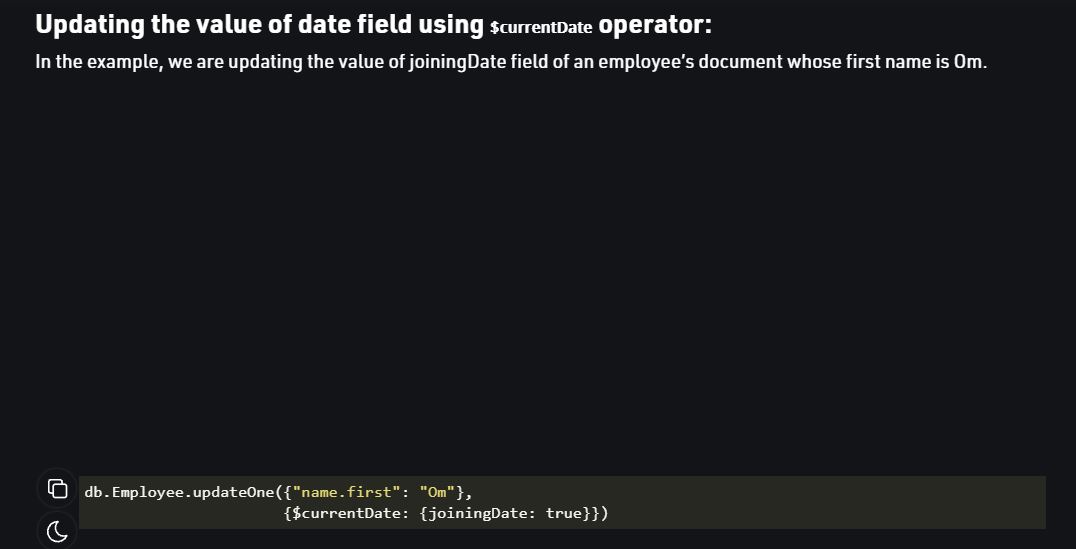 Updating the value of date field using $currentDate operator:
In the example, we are updating the value of joiningDate field of an employee’s document whose first name is Om.
db.Employee.updateOne({"name.first": "Om"},
{$currentDate: {joiningDate: true}})